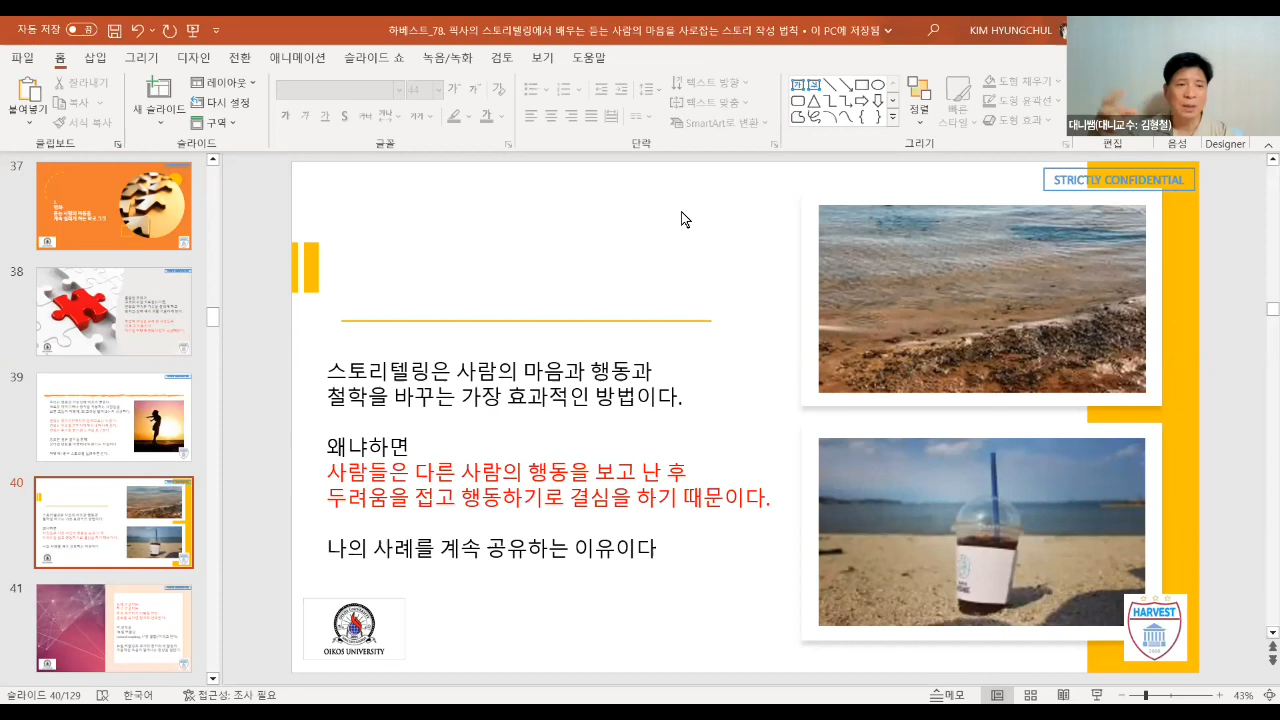 자동 저장
하베스트_78. 픽사의 스토리텔링에서 배우는 듣는 사람의 마음을 사로잡는 스토리 작성 법칙 • 이 PC에 저장됨
KIM HYUNGCHUL
파일 홈 삽입 그리기 디자인 전환 애니메이션 슬라이드 쇼 녹음/녹화 검토 보기 도움말
대니쌤(대니교수: 김형철)
붙여넣기
잘라내기
복사
서식 복사
새 슬라이드
레이아웃
다시 설정
구역
44
텍스트 방향
텍스트 맞춤
SmartArt로 변환
정렬
빠른 스타일
도형 채우기
도형 윤곽선
도형 효과
클립보드 슬라이드 글꼴 단락 그리기 편집 음성 Designer
37
38
39
40
41
STRICTLY CONFIDENTIAL
스토리텔링은 사람의 마음과 행동과
철학을 바꾸는 가장 효과적인 방법이다.
왜냐하면
사람들은 다른 사람의 행동을 보고 난 후
두려움을 접고 행동하기로 결심을 하기 때문이다.
나의 사례를 계속 공유하는 이유이다
OIKOS UNIVERSITY
HARVEST
슬라이드 40/129
한국어
접근성: 조사 필요
메모
43%